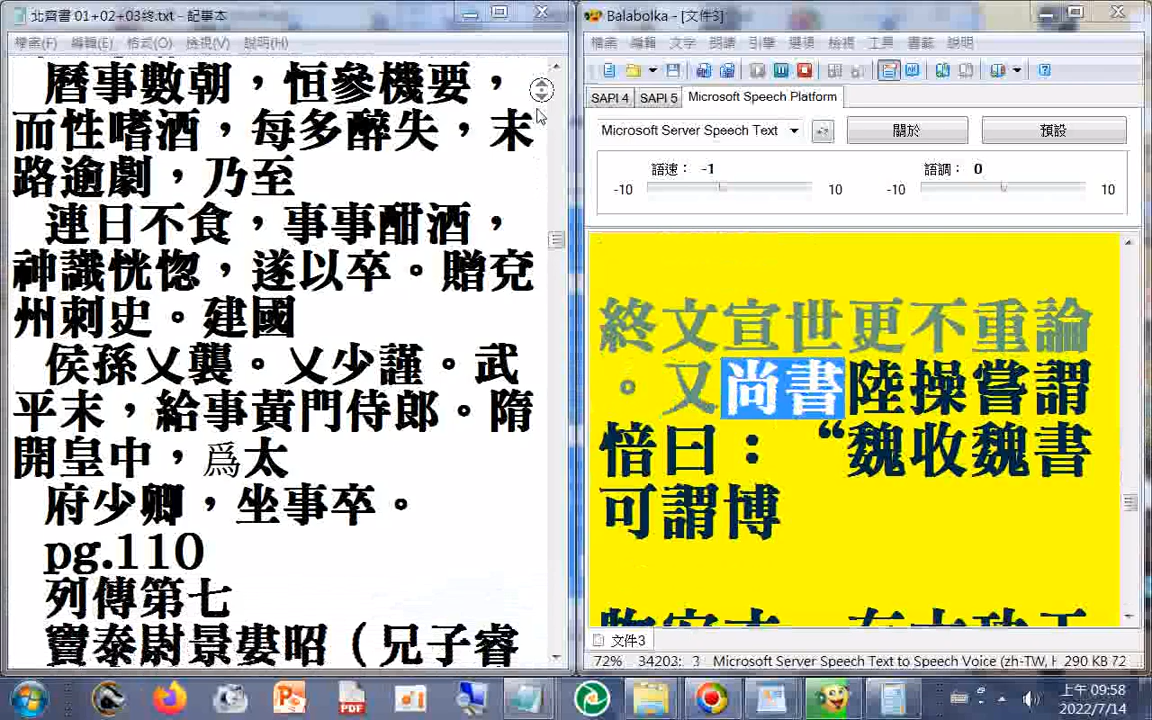 北齊書 01+02+03终.txt - 記事本
檔案(F) 編輯(E) 格式(O) 檢視(V) 說明(H)
曆事數朝，恒參機要，
而性嗜酒，每多醉失，末
路逾劇，乃至
連日不食，事事酣酒，
神識恍惚，遂以卒。贈兗
州刺史。建國
侯孫乂襲。乂少謹。武
平末，給事黃門侍郎。隋
開皇中，爲太
府少卿，坐事卒。
pg.110
列傳第七
竇泰尉景婁昭（兄子睿
Balabolka - [文件3]
檔案 編輯 文字 朗讀 引擎 選項 檢視 工具 書籤 說明
SAPI 4 SAPI 5 Microsoft Speech Platform
Microsoft Server Speech Text
關於
預設
語速： -1
語調： 0
-10 10 -10 10
終文宣世更不重論
。又尚書陸操嘗謂
愔曰：“魏收魏書
可謂博
文件3
72% 34203: 3 Microsoft Server Speech Text to Speech Voice (zh-TW, H 290 KB 72
PDF
上午 09:58
2022/7/14